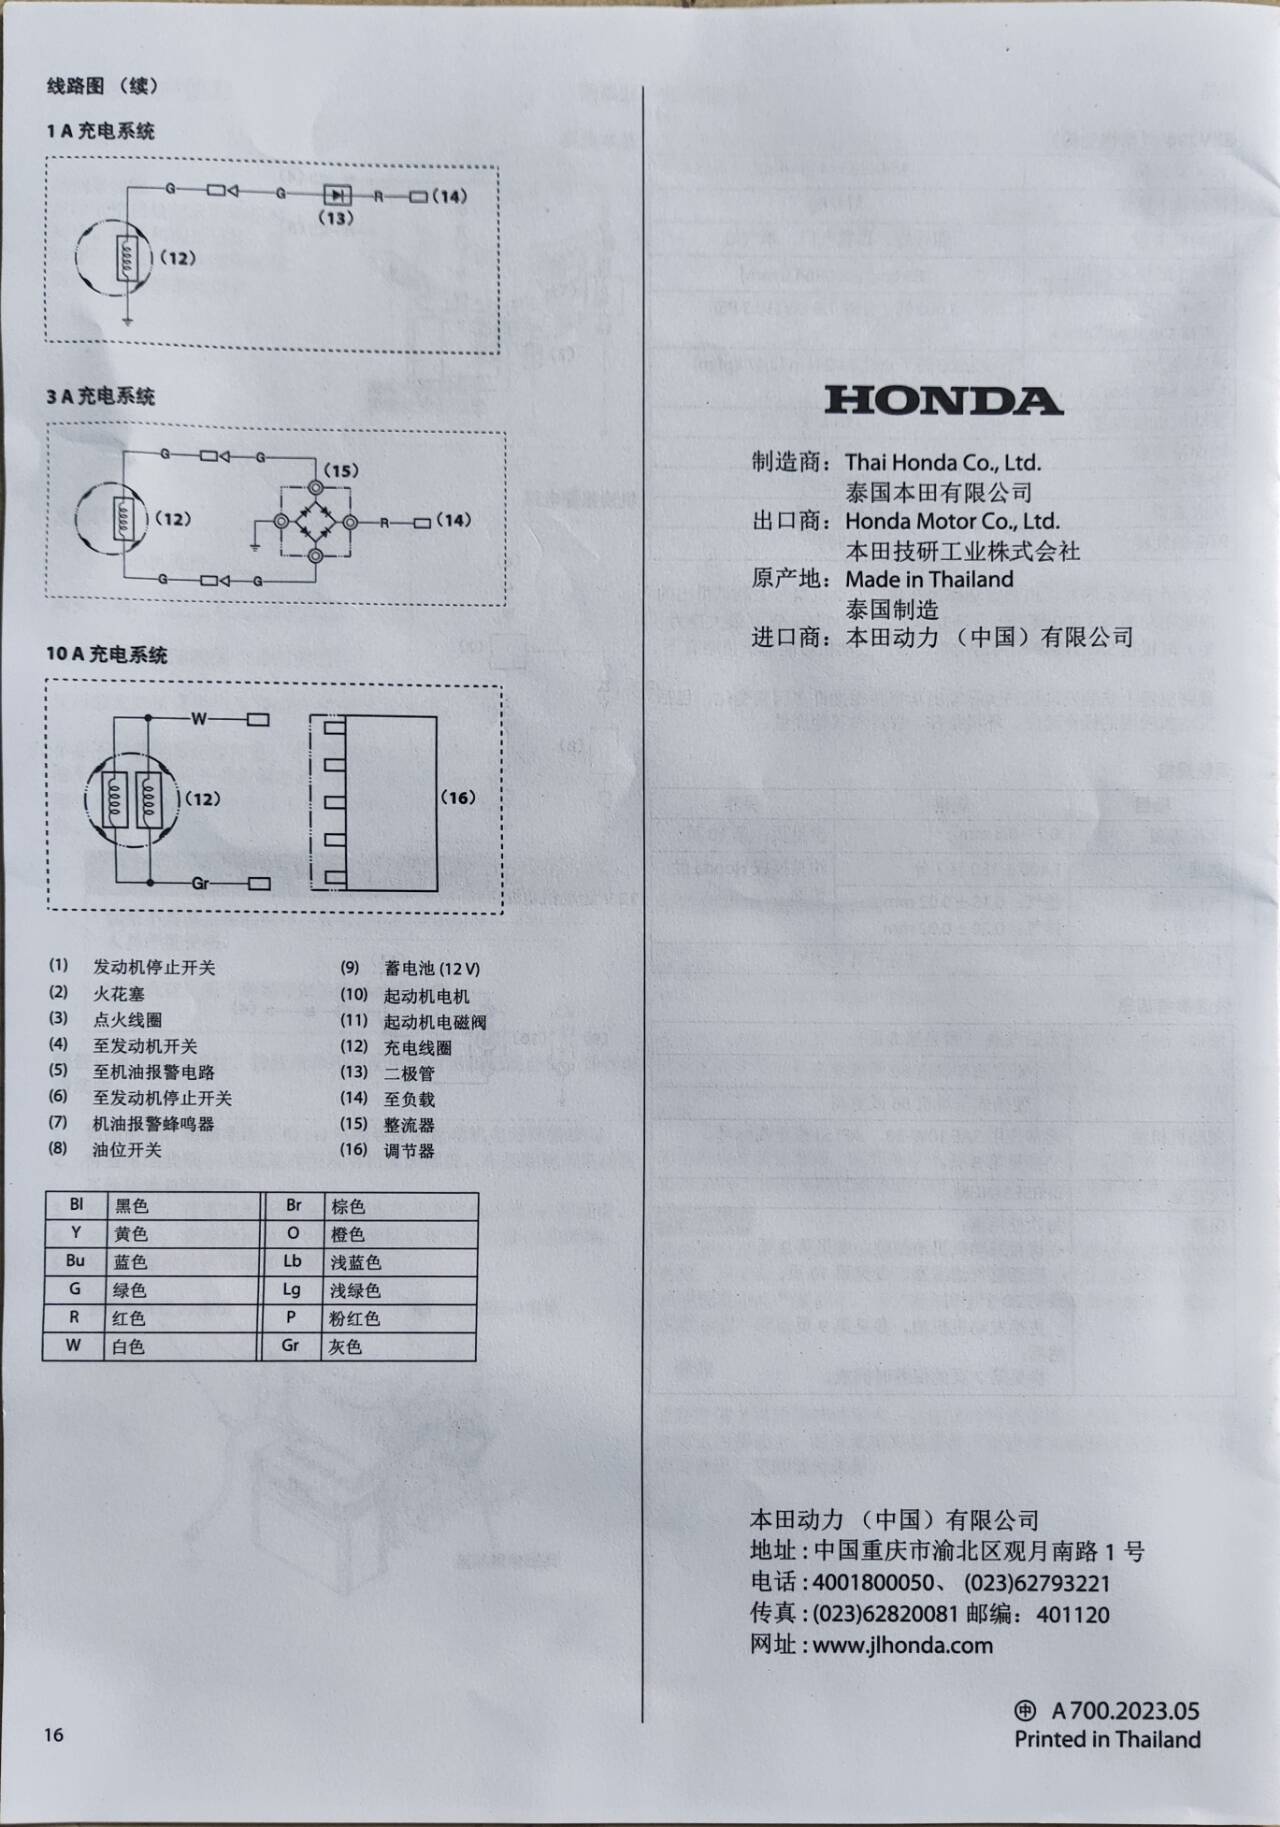 线路图 （续）
1 A 充电系统
G
G
R
(14)
(13)
(12)
3 A 充电系统
G
G
(15)
(12)
R
(14)
G
G
10 A 充电系统
W
(12)
(16)
Gr
(1) 发动机停止开关
(2) 火花塞
(3) 点火线圈
(4) 至发动机开关
(5) 至机油报警电路
(6) 至发动机停止开关
(7) 机油报警蜂鸣器
(8) 油位开关
(9) 蓄电池 (12 V)
(10) 起动机电机
(11) 起动机电磁阀
(12) 充电线圈
(13) 二极管
(14) 至负载
(15) 整流器
(16) 调节器
Bl 黑色 Br 棕色
Y 黄色 O 橙色
Bu 蓝色 Lb 浅蓝色
G 绿色 Lg 浅绿色
R 红色 P 粉红色
W 白色 Gr 灰色
16
HONDA
制造商：Thai Honda Co., Ltd.
泰国本田有限公司
出口商：Honda Motor Co., Ltd.
本田技研工业株式会社
原产地：Made in Thailand
泰国制造
进口商：本田动力 （中国）有限公司
本田动力 （中国）有限公司
地址 : 中国重庆市渝北区观月南路 1 号
电话 : 4001800050、 (023)62793221
传真 : (023)62820081 邮编：401120
网址 : www.jlhonda.com
㊥ A 700.2023.05
Printed in Thailand